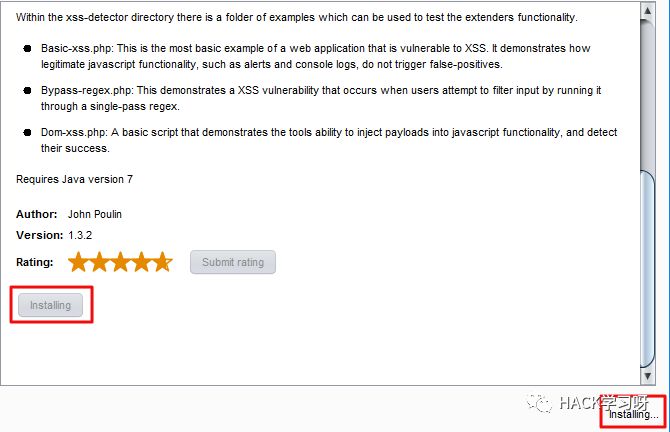 Within the xss-detector directory there is a folder of examples which can be used to test the extenders functionality.
Basic-xss.php: This is the most basic example of a web application that is vulnerable to XSS. It demonstrates how
legitimate javascript functionality, such as alerts and console logs, do not trigger false-positives.
Bypass-regex.php: This demonstrates a XSS vulnerability that occurs when users attempt to filter input by running it
through a single-pass regex.
Dom-xss.php: A basic script that demonstrates the tools ability to inject payloads into javascript functionality, and detect
their success.
Requires Java version 7
Author: John Poulin
Version: 1.3.2
Rating: Submit rating
Installing
HACK学习呀
Installing...